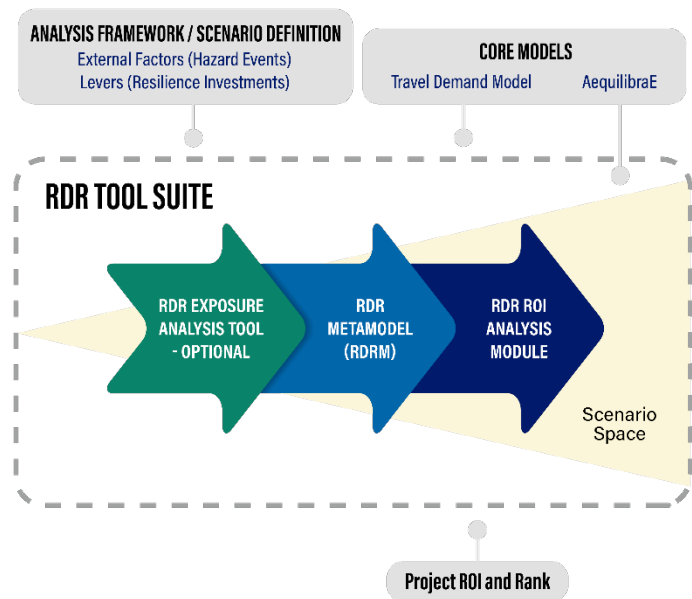 ANALYSIS FRAMEWORK / SCENARIO DEFINITION
External Factors (Hazard Events)
Levers (Resilience Investments)
CORE MODELS
Travel Demand Model
AequilibraE
RDR TOOL SUITE
RDR EXPOSURE
ANALYSIS TOOL
- OPTIONAL
RDR
METAMODEL
(RDRM)
RDR ROI
ANALYSIS
MODULE
Scenario
Space
Project ROI and Rank